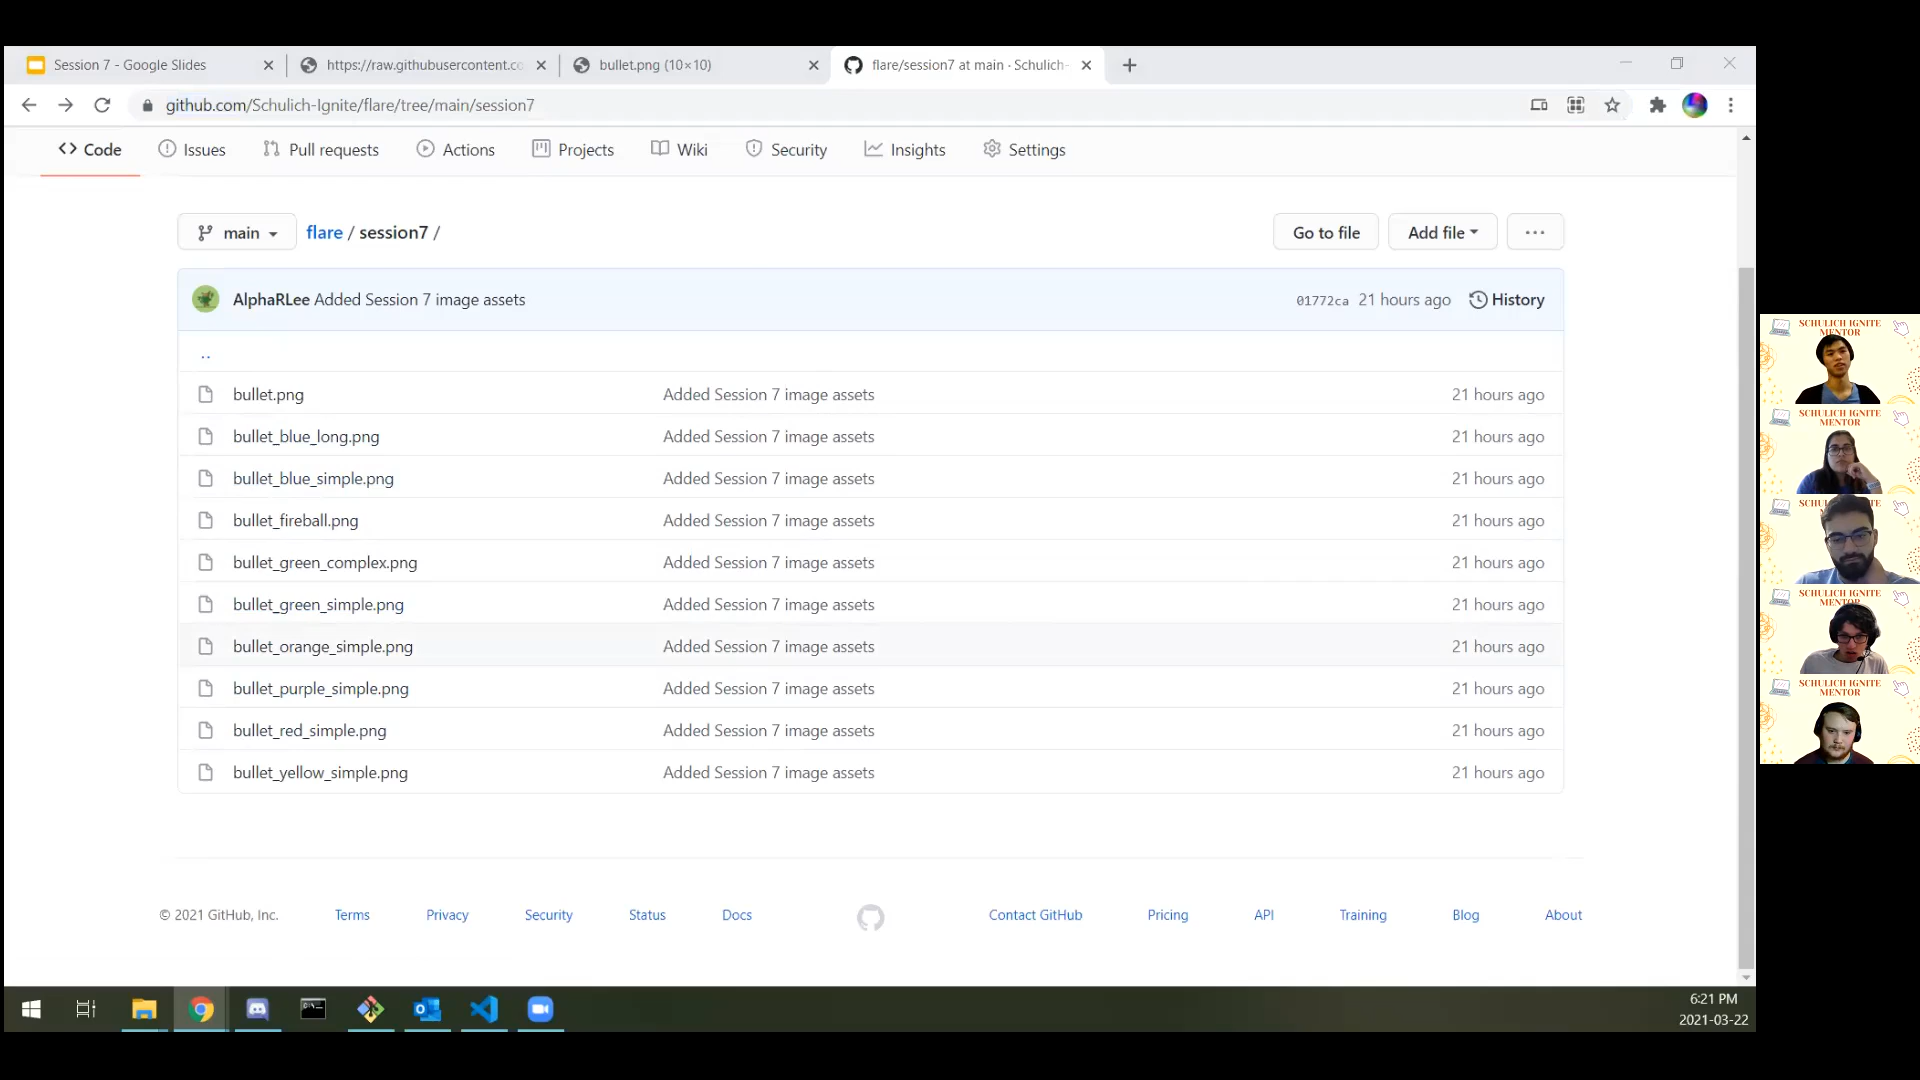 Session 7 - Google Slides
https://raw.githubusercontent.co
bullet.png (10×10)
flare/session7 at main · Schulich-
github.com/Schulich-Ignite/flare/tree/main/session7
Code
Issues
Pull requests
Actions
Projects
Wiki
Security
Insights
Settings
main
flare / session7 /
Go to file
Add file
AlphaRLee Added Session 7 image assets
01772ca 21 hours ago
History
..
bullet.png Added Session 7 image assets 21 hours ago
bullet_blue_long.png Added Session 7 image assets 21 hours ago
bullet_blue_simple.png Added Session 7 image assets 21 hours ago
bullet_fireball.png Added Session 7 image assets 21 hours ago
bullet_green_complex.png Added Session 7 image assets 21 hours ago
bullet_green_simple.png Added Session 7 image assets 21 hours ago
bullet_orange_simple.png Added Session 7 image assets 21 hours ago
bullet_purple_simple.png Added Session 7 image assets 21 hours ago
bullet_red_simple.png Added Session 7 image assets 21 hours ago
bullet_yellow_simple.png Added Session 7 image assets 21 hours ago
© 2021 GitHub, Inc.
Terms
Privacy
Security
Status
Docs
Contact GitHub
Pricing
API
Training
Blog
About
6:21 PM
2021-03-22
SCHULICH IGNITE
MENTOR
SCHULICH IGNITE
MENTOR
SCHULICH IGNITE
MENTOR
SCHULICH IGNITE
MENTOR